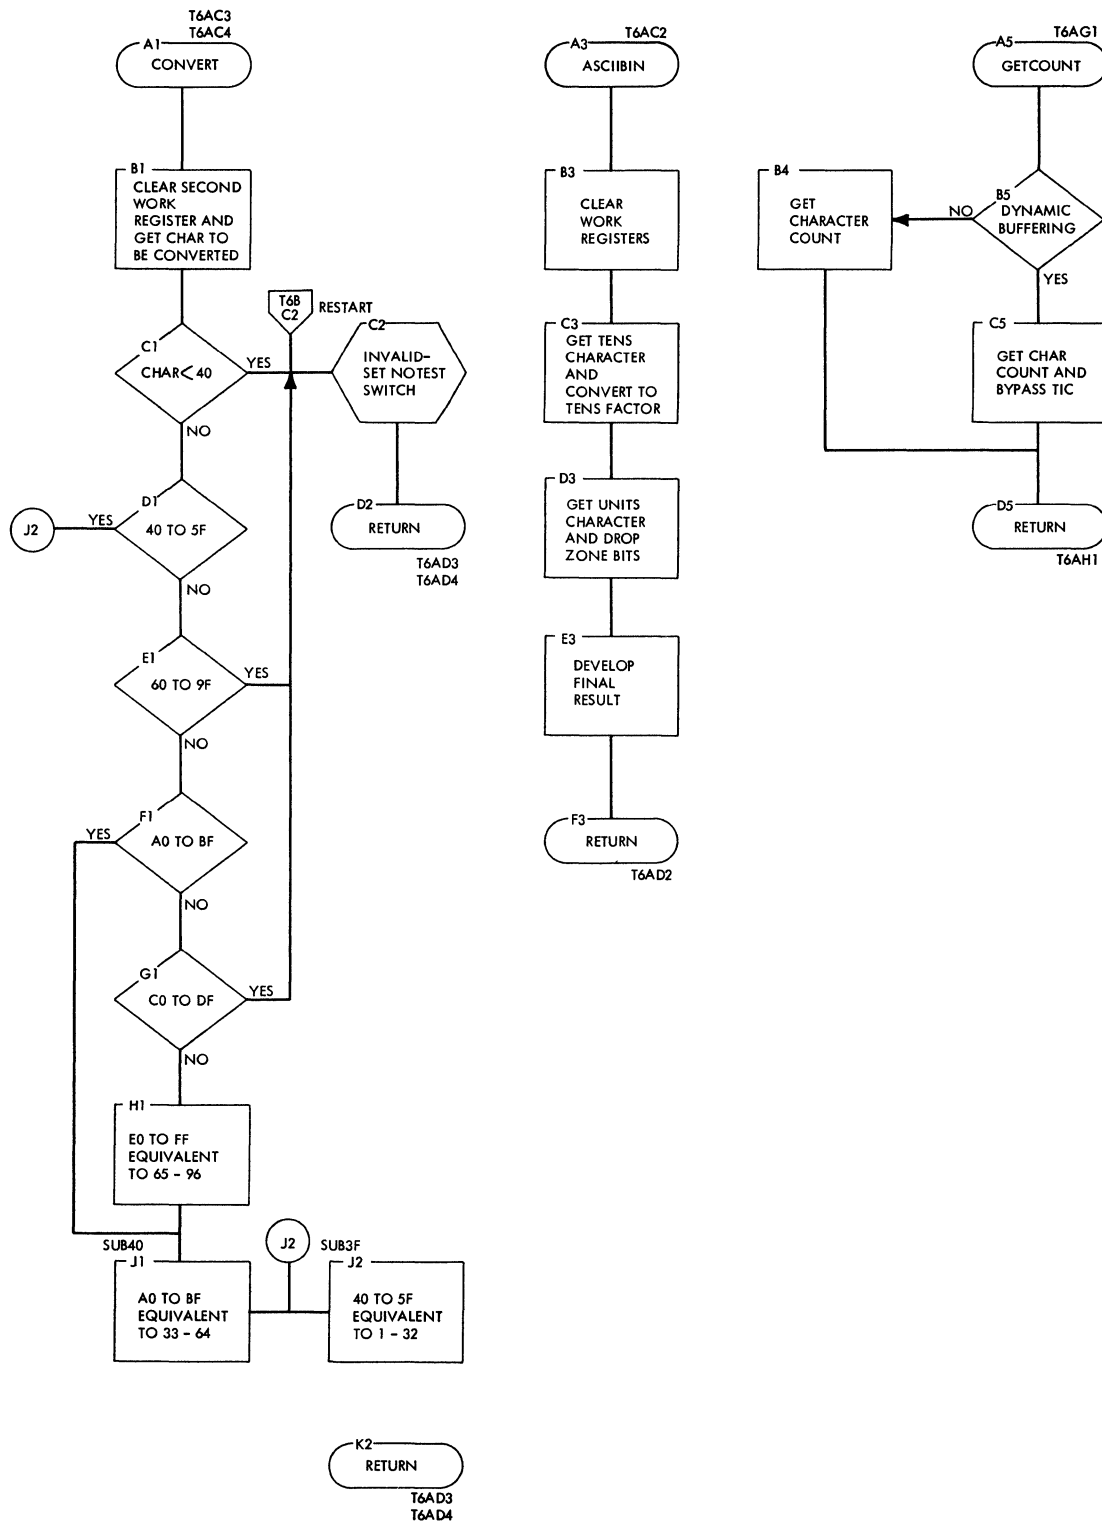 T6AC3
T6AC4
A1
CONVERT
B1
CLEAR SECOND
WORK
REGISTER AND
GET CHAR TO
BE CONVERTED
T6B
C2
RESTART
C1
CHAR< 40
YES
NO
C2
INVALID-
SET NOTEST
SWITCH
D2
RETURN
T6AD3
T6AD4
D1
40 TO 5F
YES
J2
NO
E1
60 TO 9F
YES
NO
F1
A0 TO BF
YES
NO
G1
C0 TO DF
YES
NO
H1
E0 TO FF
EQUIVALENT
TO 65 - 96
SUB40
J1
A0 TO BF
EQUIVALENT
TO 33 - 64
J2
SUB3F
J2
40 TO 5F
EQUIVALENT
TO 1 - 32
K2
RETURN
T6AD3
T6AD4
T6AC2
A3
ASCIIBIN
B3
CLEAR
WORK
REGISTERS
C3
GET TENS
CHARACTER
AND
CONVERT TO
TENS FACTOR
D3
GET UNITS
CHARACTER
AND DROP
ZONE BITS
E3
DEVELOP
FINAL
RESULT
F3
RETURN
T6AD2
T6AG1
A5
GETCOUNT
B4
GET
CHARACTER
COUNT
NO
B5
DYNAMIC
BUFFERING
YES
C5
GET CHAR
COUNT AND
BYPASS TIC
D5
RETURN
T6AH1